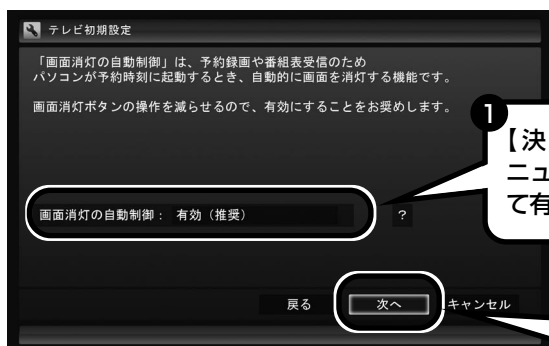 テレビ初期設定
「画面消灯の自動制御」は、予約録画や番組表受信のため
パソコンが予約時刻に起動するとき、自動的に画面を消灯する機能です。
画面消灯ボタンの操作を減らせるので、有効にすることをお奨めします。
1
【決
ニュ
て有
画面消灯の自動制御： 有効（推奨）
?
戻る
次へ
キャンセル